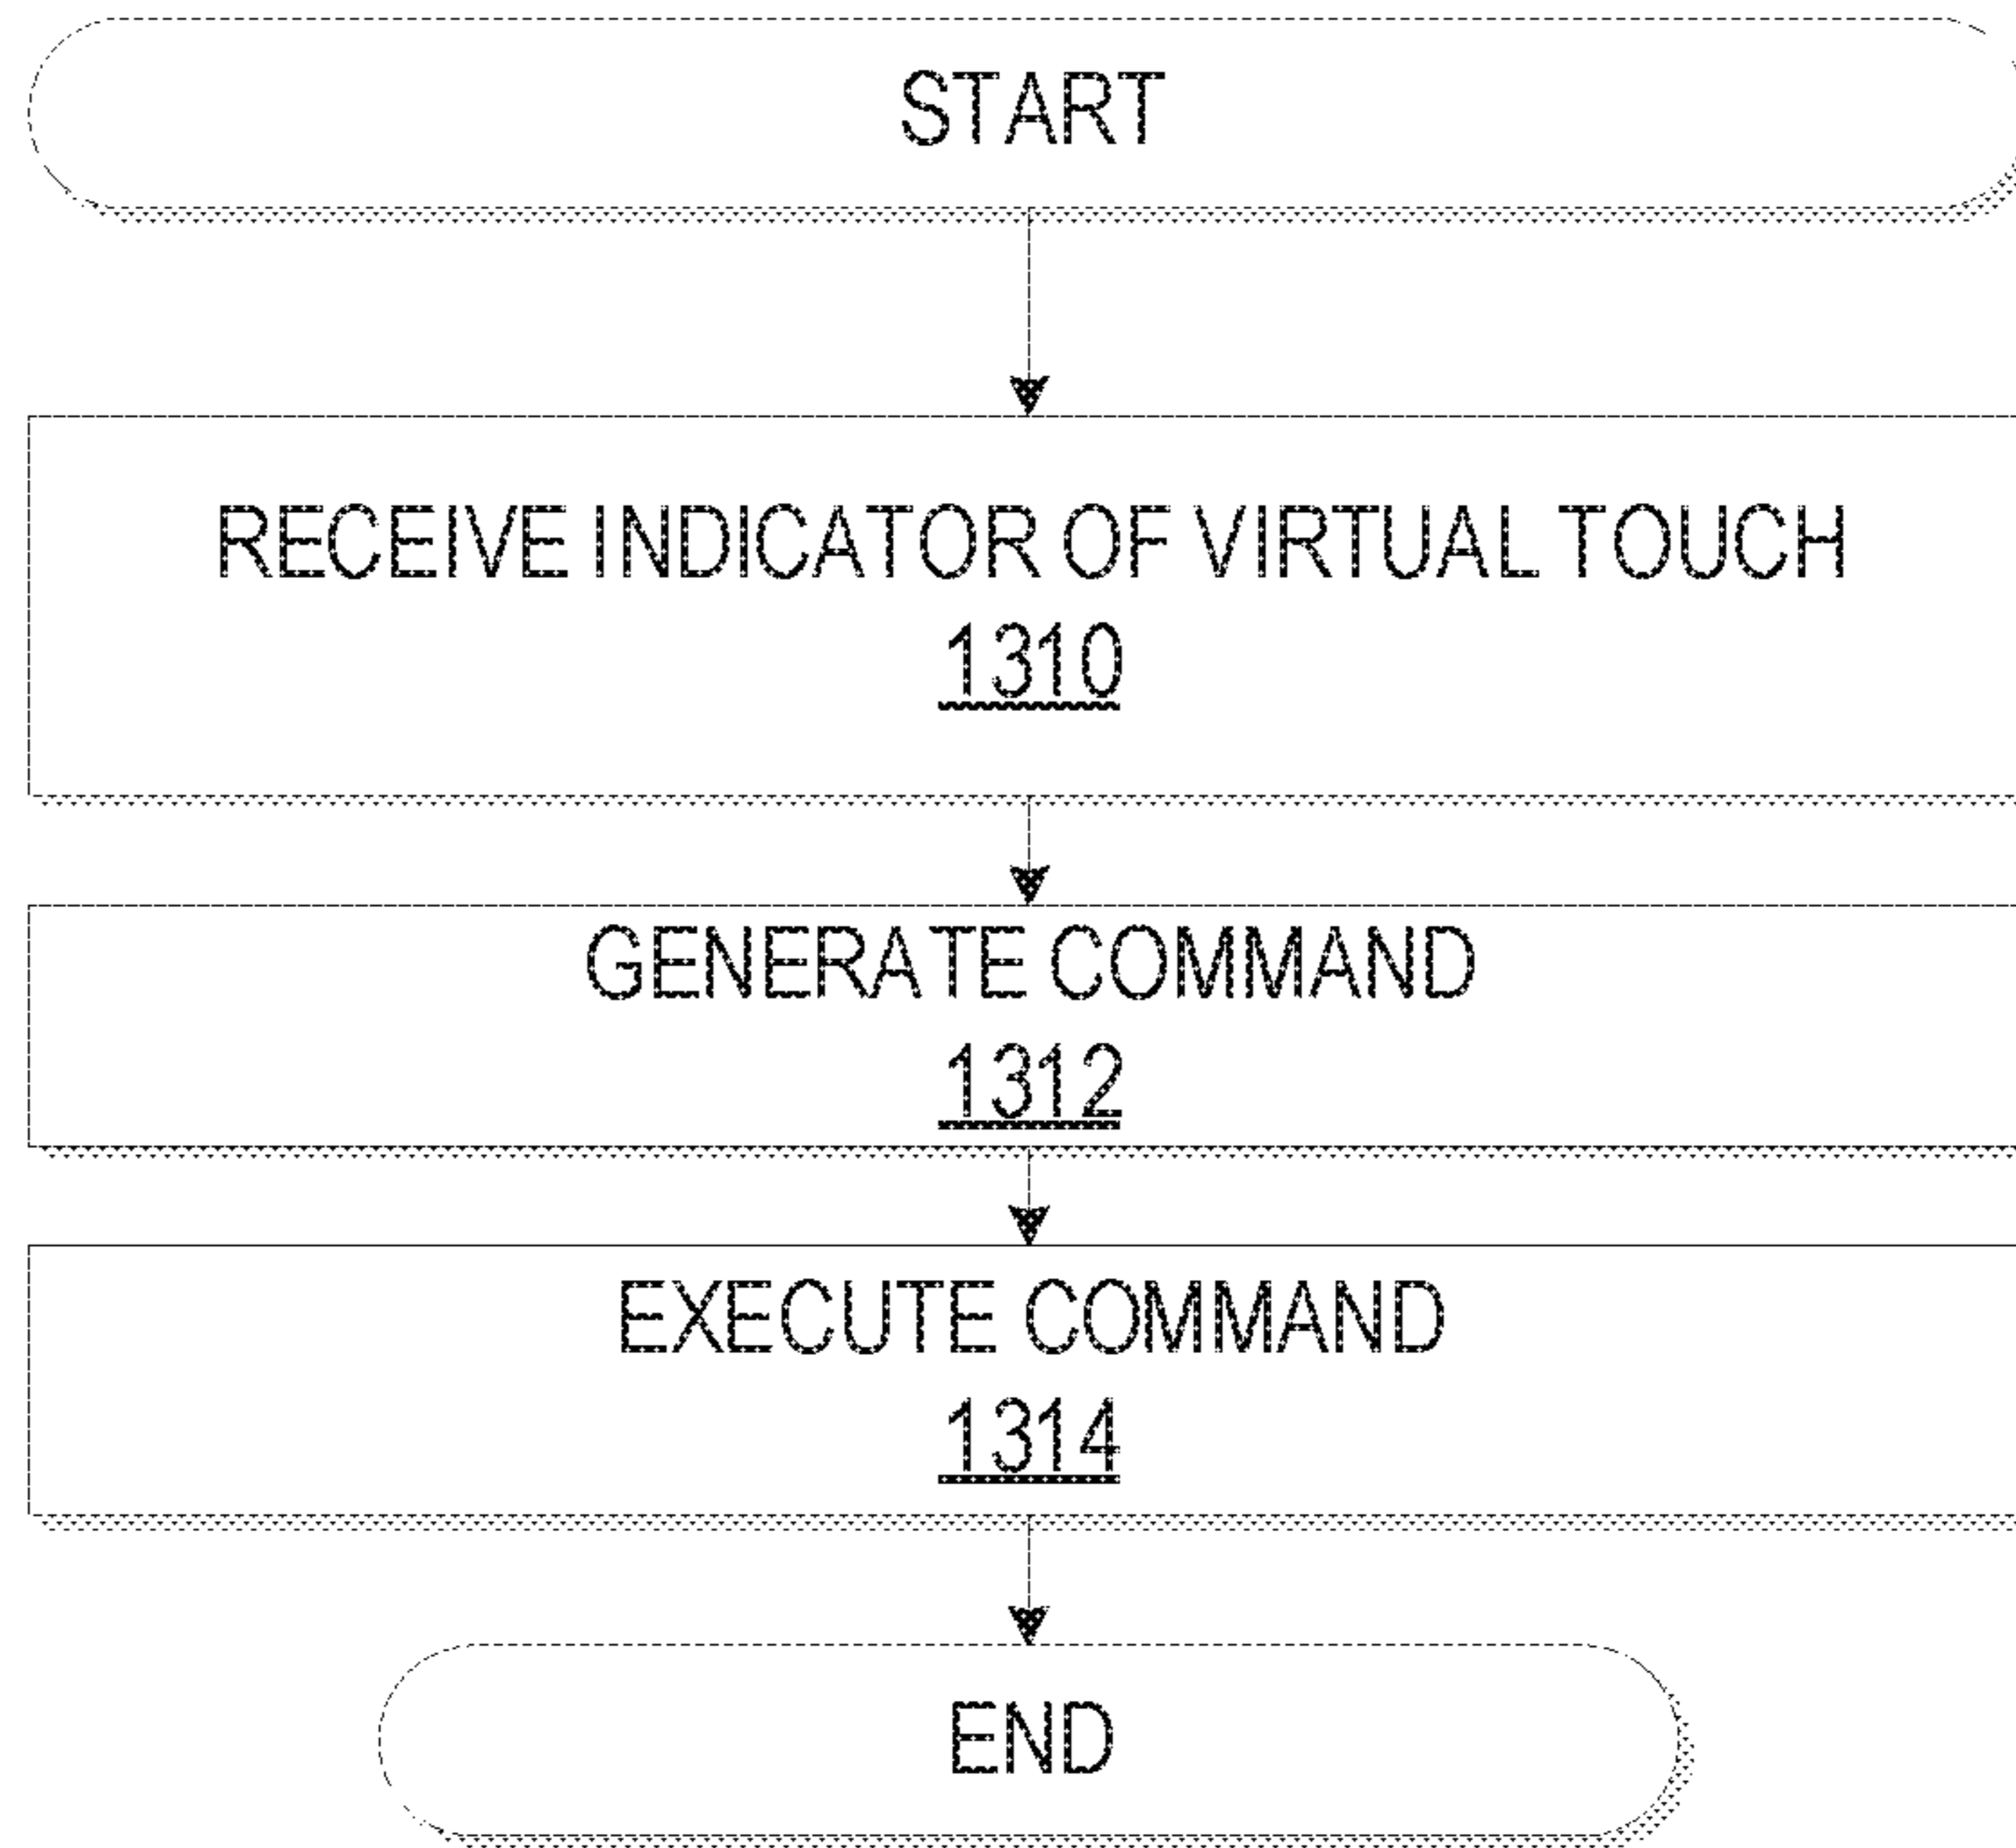 START
RECEIVE INDICATOR OF VIRTUAL TOUCH
1310
GENERATE COMMAND
1312
EXECUTE COMMAND
1314
END